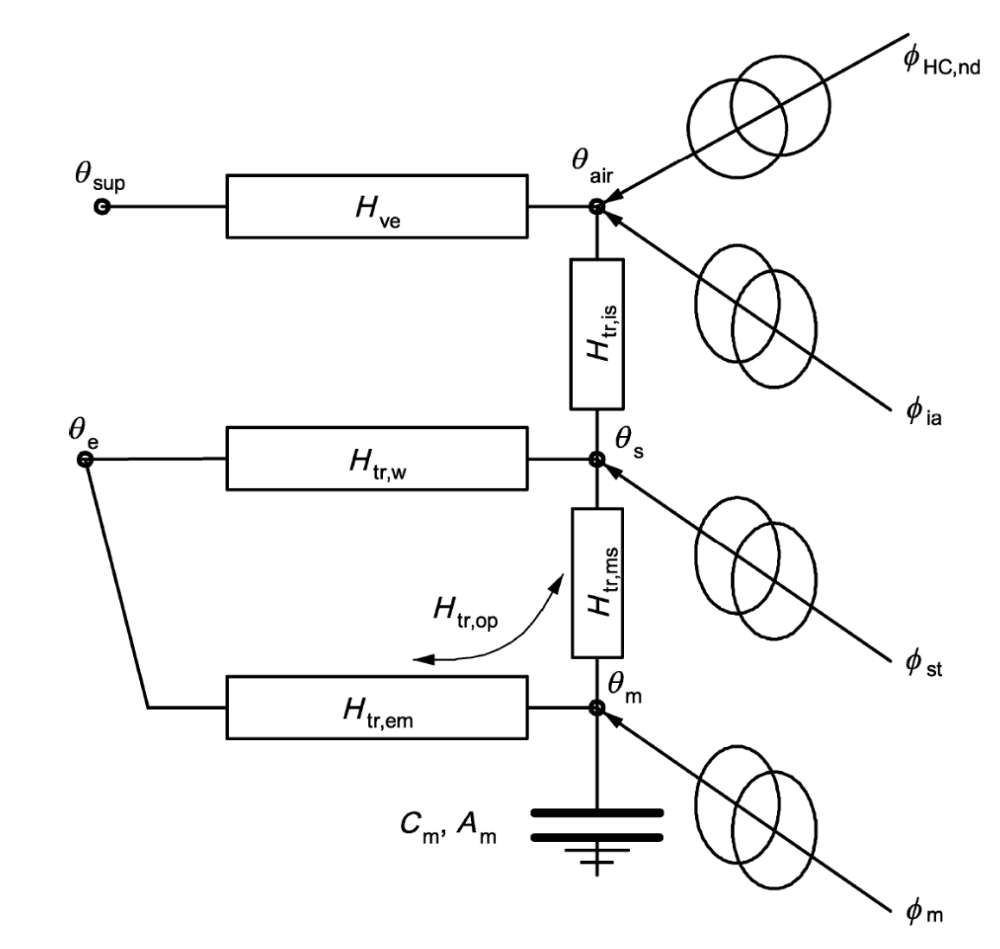 ϕHC,nd
θsup
Hve
θair
Htr,is
ϕia
θe
Htr,w
θs
Htr,ms
Htr,op
ϕst
Htr,em
θm
Cm, Am
ϕm